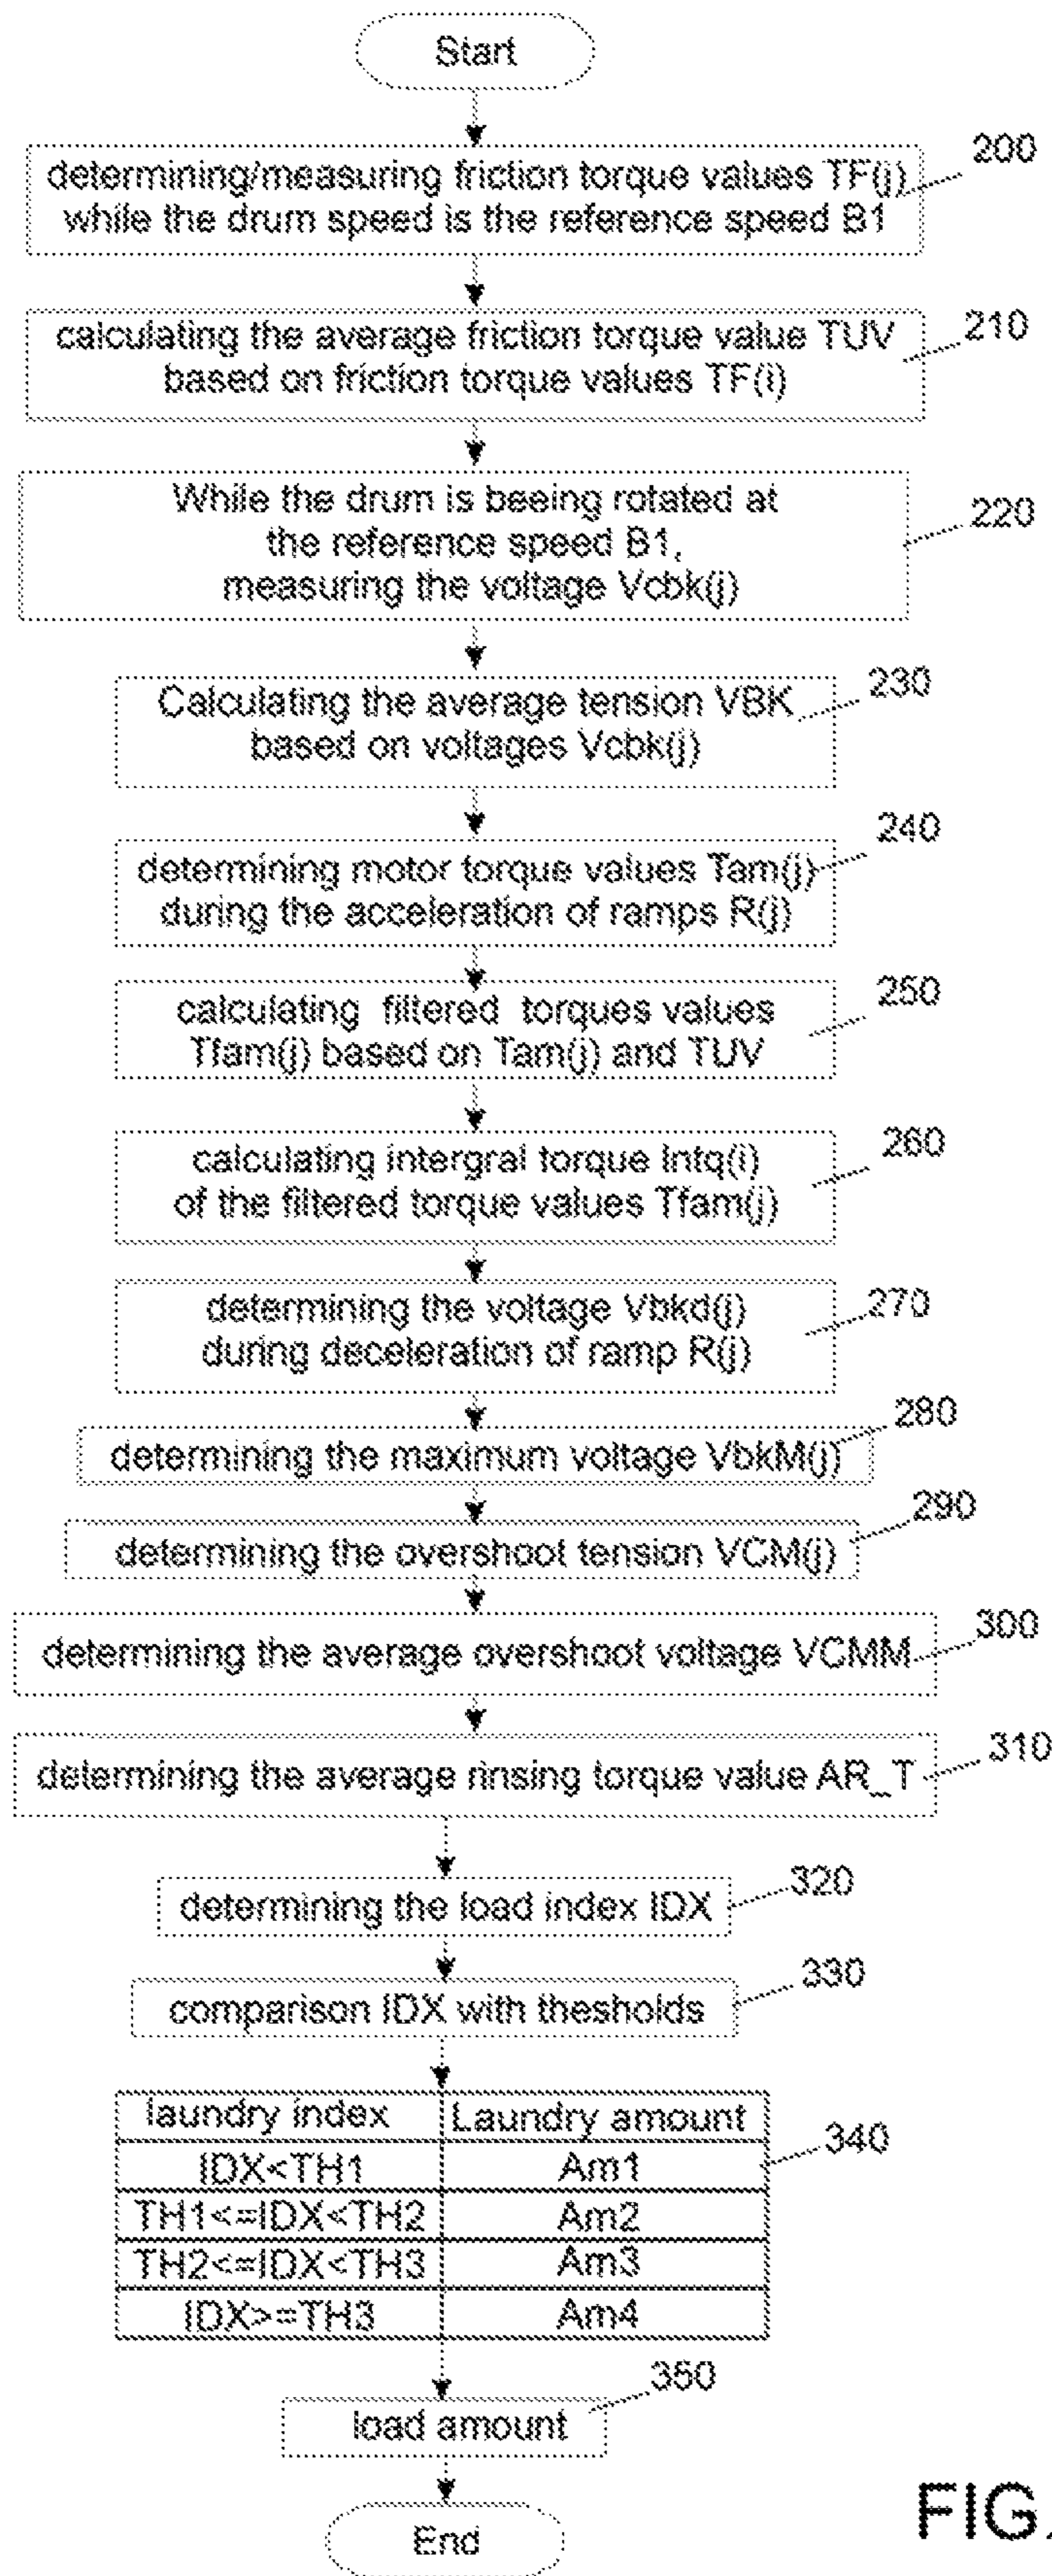 Start
determining/measuring friction torque values TF(j)
while the drum speed is the reference speed B1
200
calculating the average friction torque value TUV
based on friction torque values TF(i)
210
While the drum is beeing rotated at
the reference speed B1,
measuring the voltage Vcbk(j)
220
Calculating the average tension VBK
based on voltages Vcbk(j)
230
determining motor torque values Tam(j)
during the acceleration of ramps R(j)
240
calculating filtered torques values
Tfam(j) based on Tam(j) and TUV
250
calculating intergral torque Intq(i)
of the filtered torque values Tfam(j)
260
determining the voltage Vbkd(j)
during deceleration of ramp R(j)
270
determining the maximum voltage VbkM(j)
280
determining the overshoot tension VCM(j)
290
determining the average overshoot voltage VCMM
300
determining the average rinsing torque value AR_T
310
determining the load index IDX
320
comparison IDX with thesholds
330
laundry index Laundry amount
IDX<TH1 Am1
TH1<=IDX<TH2 Am2
TH2<=IDX<TH3 Am3
IDX>=TH3 Am4
340
load amount
350
End
FIG.